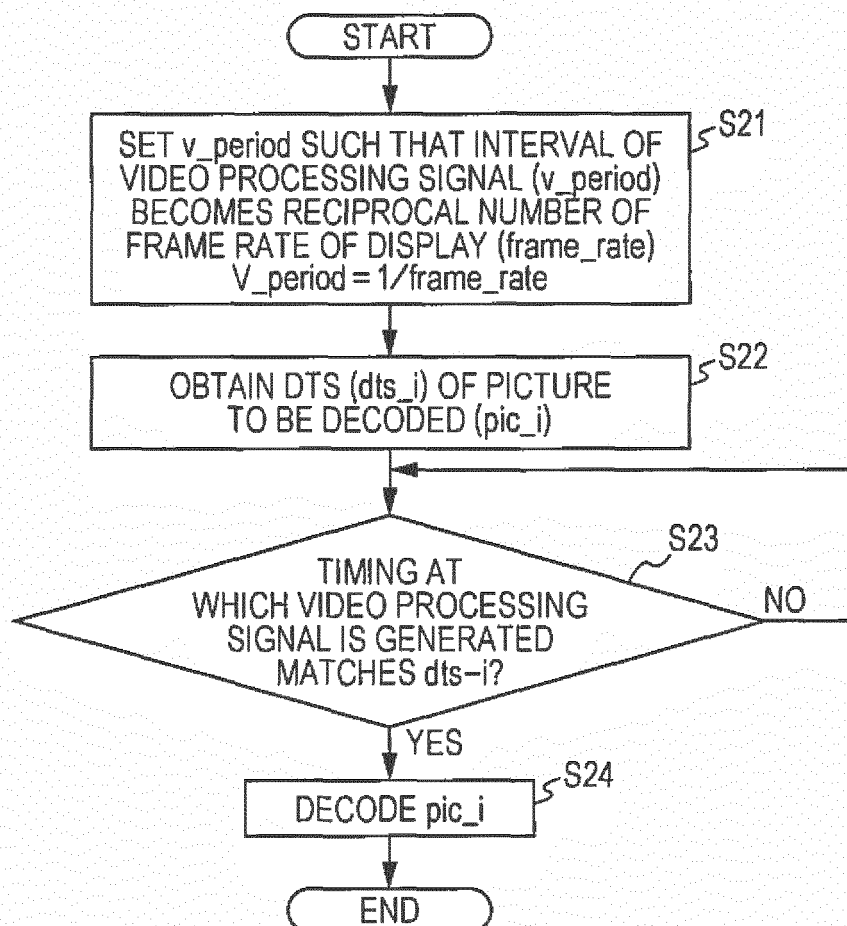 START
S21
SET v_period SUCH THAT INTERVAL OF
VIDEO PROCESSING SIGNAL (v_period)
BECOMES RECIPROCAL NUMBER OF
FRAME RATE OF DISPLAY (frame_rate)
V_period = 1/frame_rate
S22
OBTAIN DTS (dts_i) OF PICTURE
TO BE DECODED (pic_i)
S23
TIMING AT
WHICH VIDEO PROCESSING
SIGNAL IS GENERATED
MATCHES dts-i?
NO
YES
S24
DECODE pic_i
END